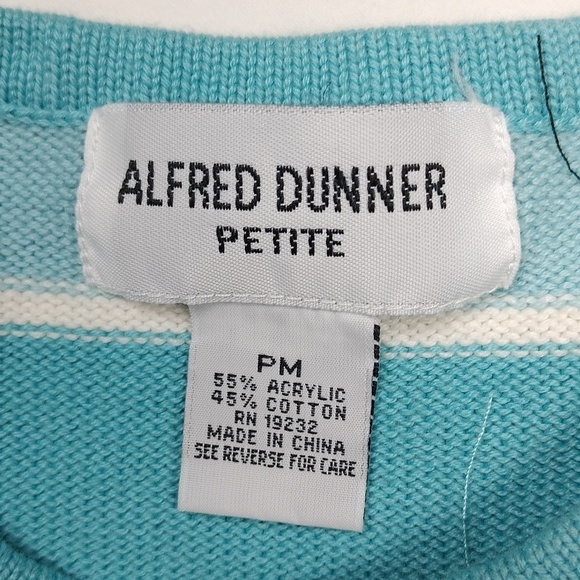 ALFRED DUNNER
PETITE
PM
55% ACRYLIC
45% COTTON
RN 19232
MADE IN CHINA
SEE REVERSE FOR CARE